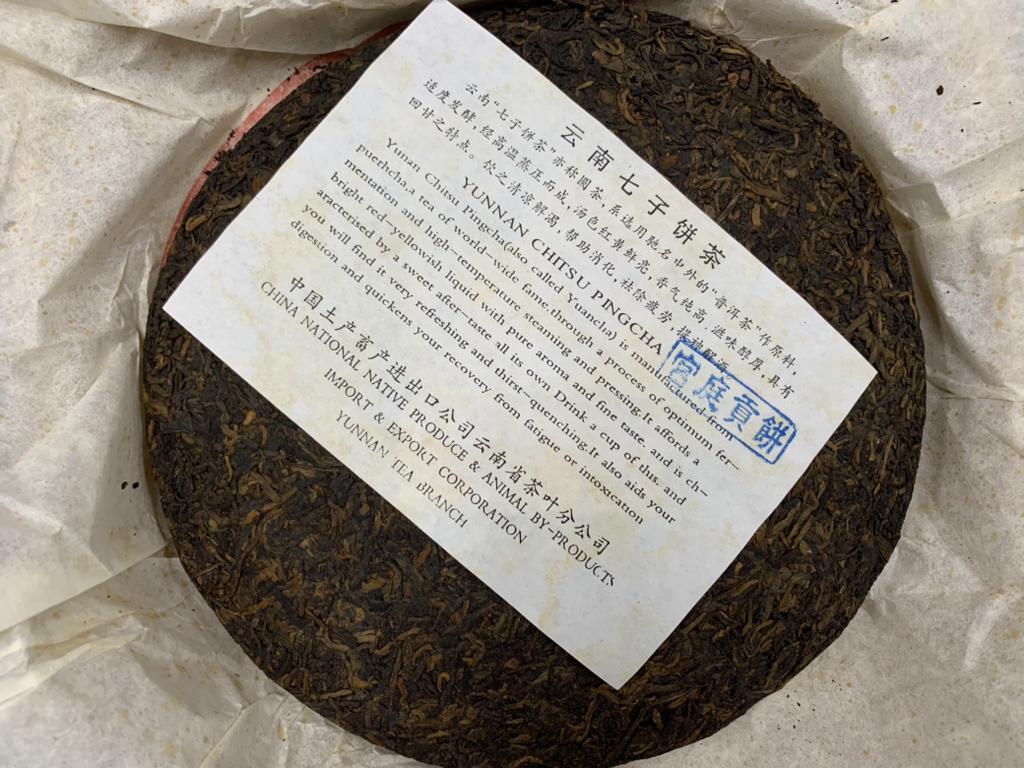 云南七子饼茶
云南"七子饼茶"亦称圆茶,系选用驰名中外的"普洱茶"作原料,
适度发酵,经高温蒸压而成,汤色红黄鲜亮,香气纯高,滋味醇厚,具有
回甘之特点。饮之清凉解渴,帮助消化,祛除疲劳,提神醒酒。
YUNNAN CHITSU PINGCHA
Yunan Chitsu Pingcha(also called Yuancha) is manufactured from
puerhcha,a tea of world-wide fame,through a process of optimum fer-
mentation and high-temperature steaming and pressing.It affords a
bright red-yellowish liquid with pure aroma and fine taste, and is ch-
aracterised by a sweet after-taste all its own Drink a cup of thus, and
you will find it very refreshing and thirst-quenching.It also aids your
digestion and quickens your recovery from fatigue or intoxication
宫庭貢餅
中国土产畜产进出口公司云南省茶叶分公司
CHINA NATIONAL NATIVE PRODUCE & ANIMAL BY-PRODUCTS
IMPORT & EXPORT CORPORATION
YUNNAN TEA BRANCH